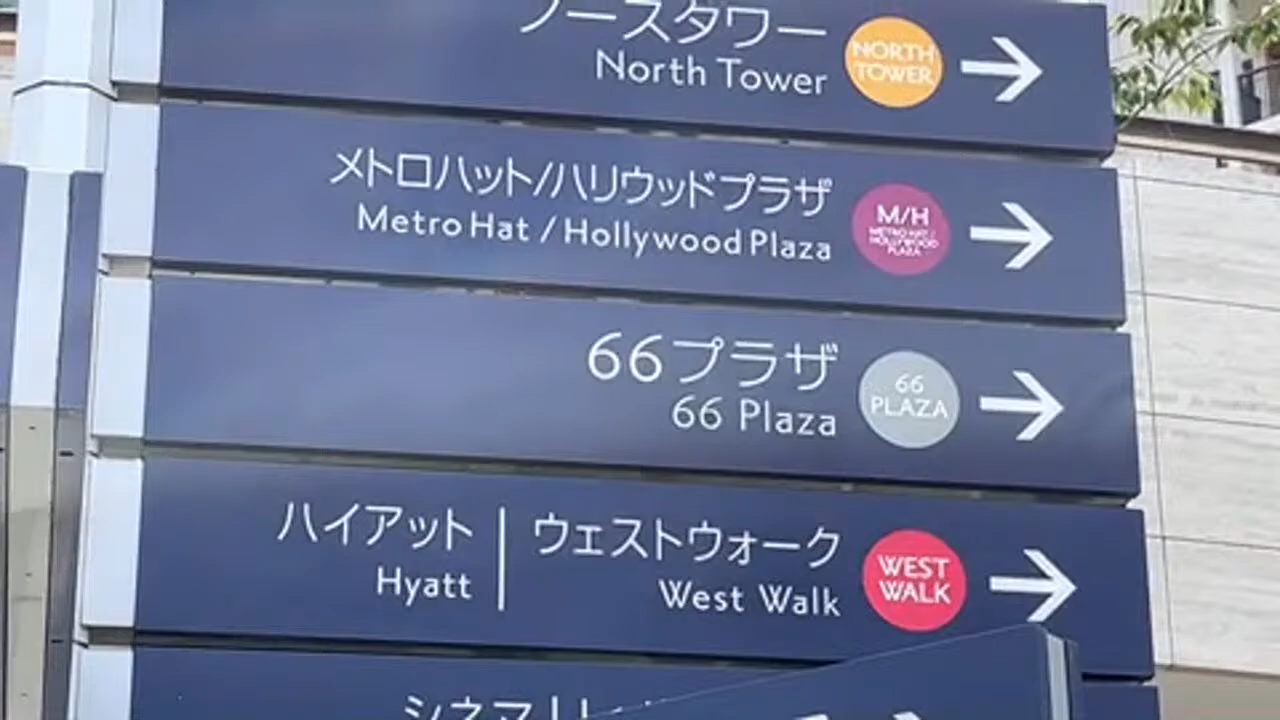 ノースタワー
North Tower
NORTH
TOWER
メトロハット/ハリウッドプラザ
Metro Hat / Hollywood Plaza
M/H
METRO HAT /
HOLLYWOOD
PLAZA
66プラザ
66 Plaza
66
PLAZA
ハイアット
Hyatt
ウェストウォーク
West Walk
WEST
WALK
シネマ